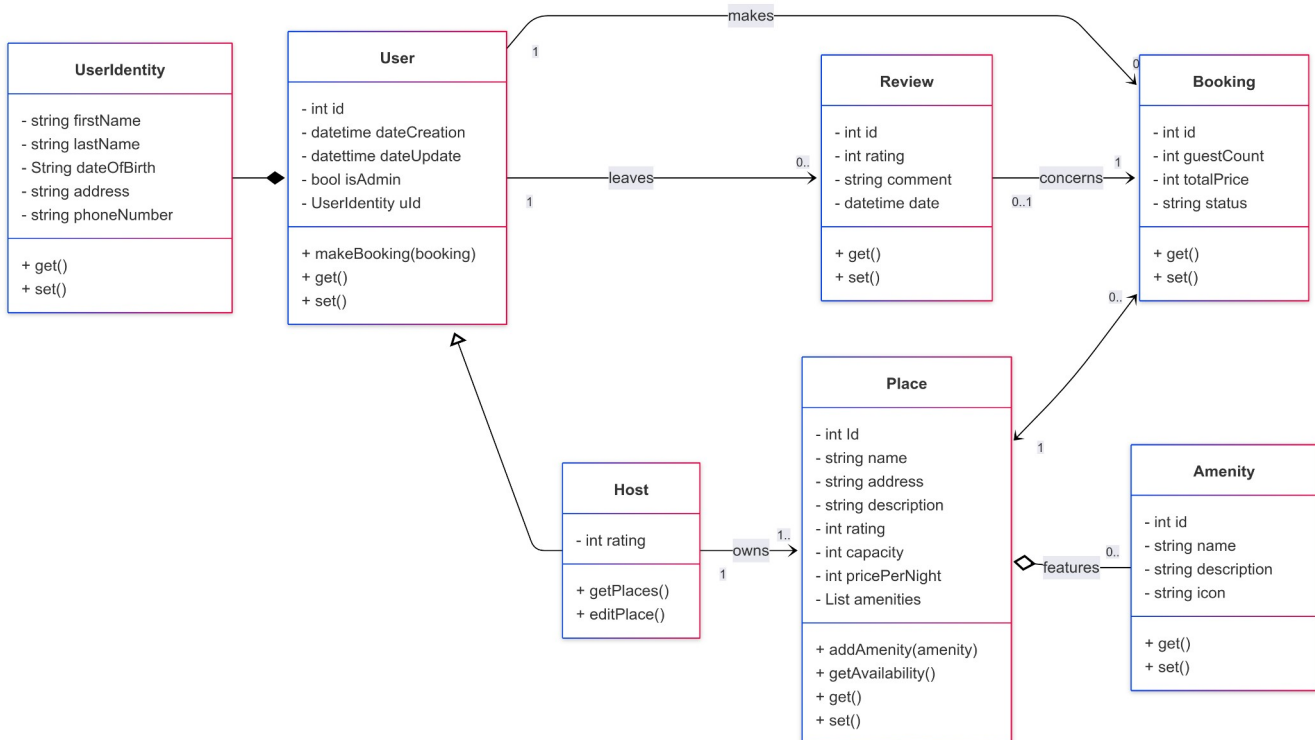 makes
1
0
UserIdentity
- string firstName
- string lastName
- String dateOfBirth
- string address
- string phoneNumber
+ get()
+ set()
User
- int id
- datetime dateCreation
- datettime dateUpdate
- bool isAdmin
- UserIdentity uId
+ makeBooking(booking)
+ get()
+ set()
leaves
1
0..
Review
- int id
- int rating
- string comment
- datetime date
+ get()
+ set()
concerns
0..1
1
Booking
- int id
- int guestCount
- int totalPrice
- string status
+ get()
+ set()
0..
1
Host
- int rating
+ getPlaces()
+ editPlace()
owns
1
1..
Place
- int Id
- string name
- string address
- string description
- int rating
- int capacity
- int pricePerNight
- List amenities
+ addAmenity(amenity)
+ getAvailability()
+ get()
+ set()
features
0..
Amenity
- int id
- string name
- string description
- string icon
+ get()
+ set()